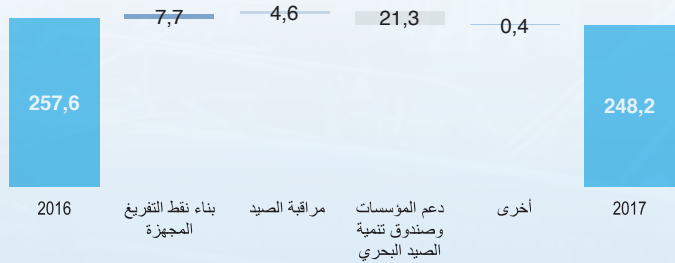 257,6
7,7
4,6
21,3
0,4
248,2
2016
بناء نقط التفريغ
المجهزة
مراقبة الصيد
دعم المؤسسات
وصندوق تنمية
الصيد البحري
أخرى
2017